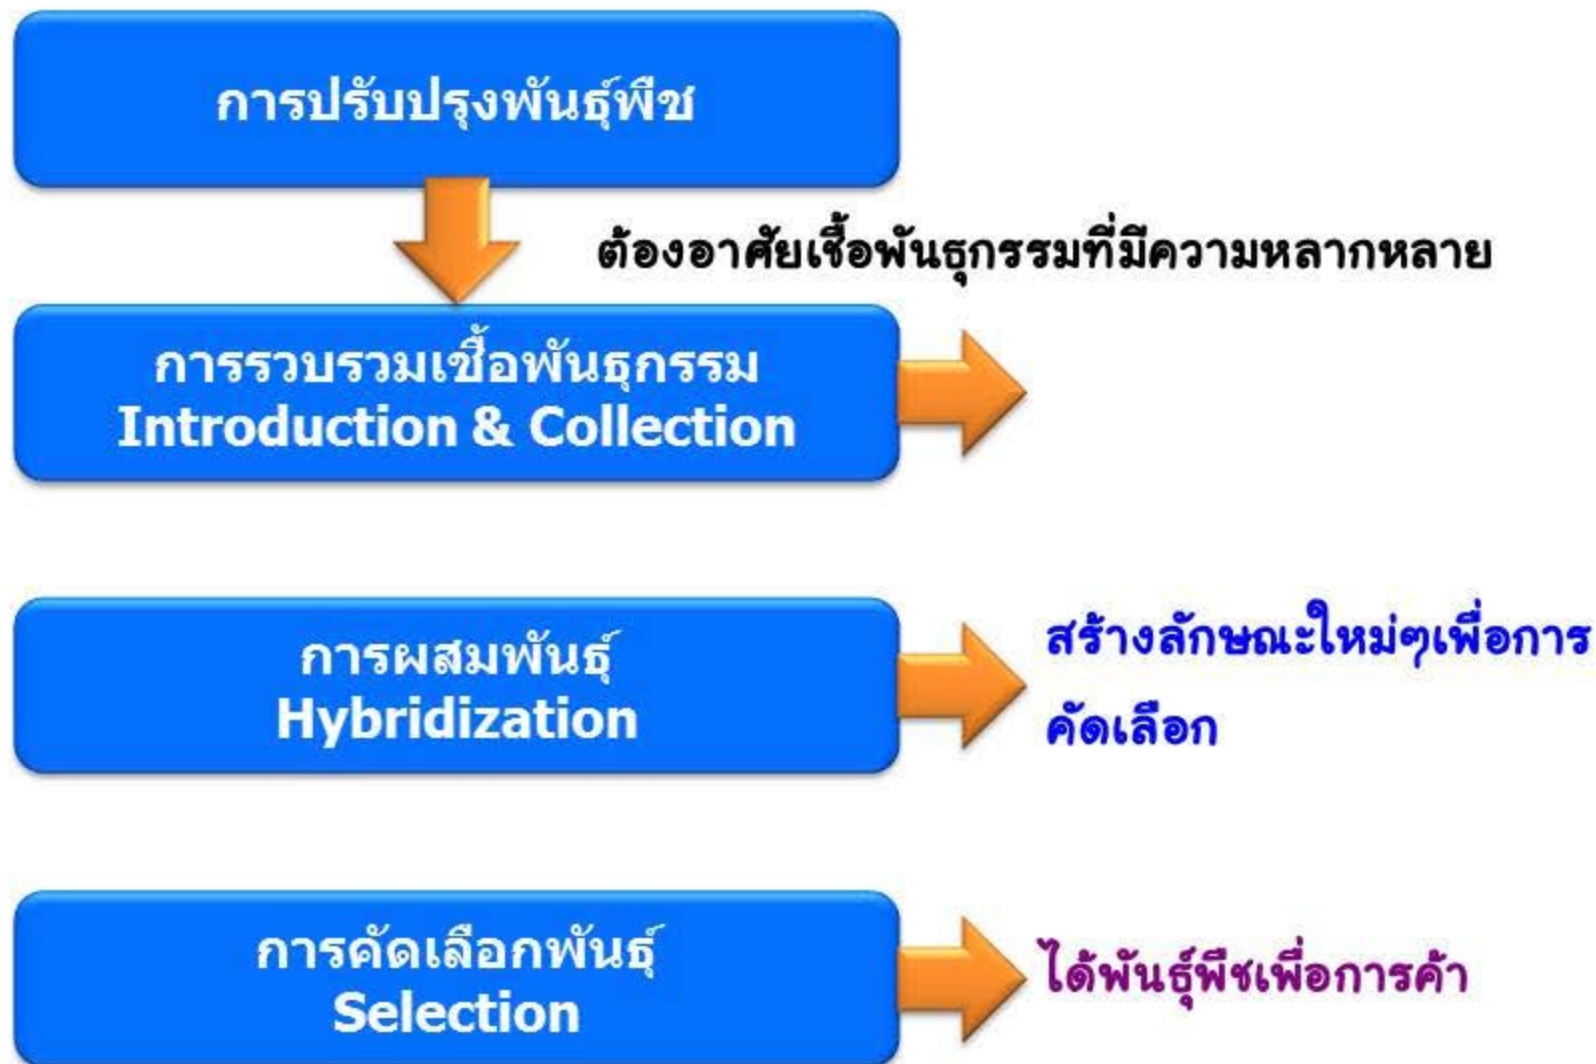 การปรับปรุงพันธุ์พืช
ต้องอาศัยเชื้อพันธุกรรมที่มีความหลากหลาย
การรวบรวมเชื้อพันธุกรรม
Introduction & Collection
การผสมพันธุ์
Hybridization
สร้างลักษณะใหม่ๆเพื่อการ
คัดเลือก
การคัดเลือกพันธุ์
Selection
ได้พันธุ์พืชเพื่อการค้า